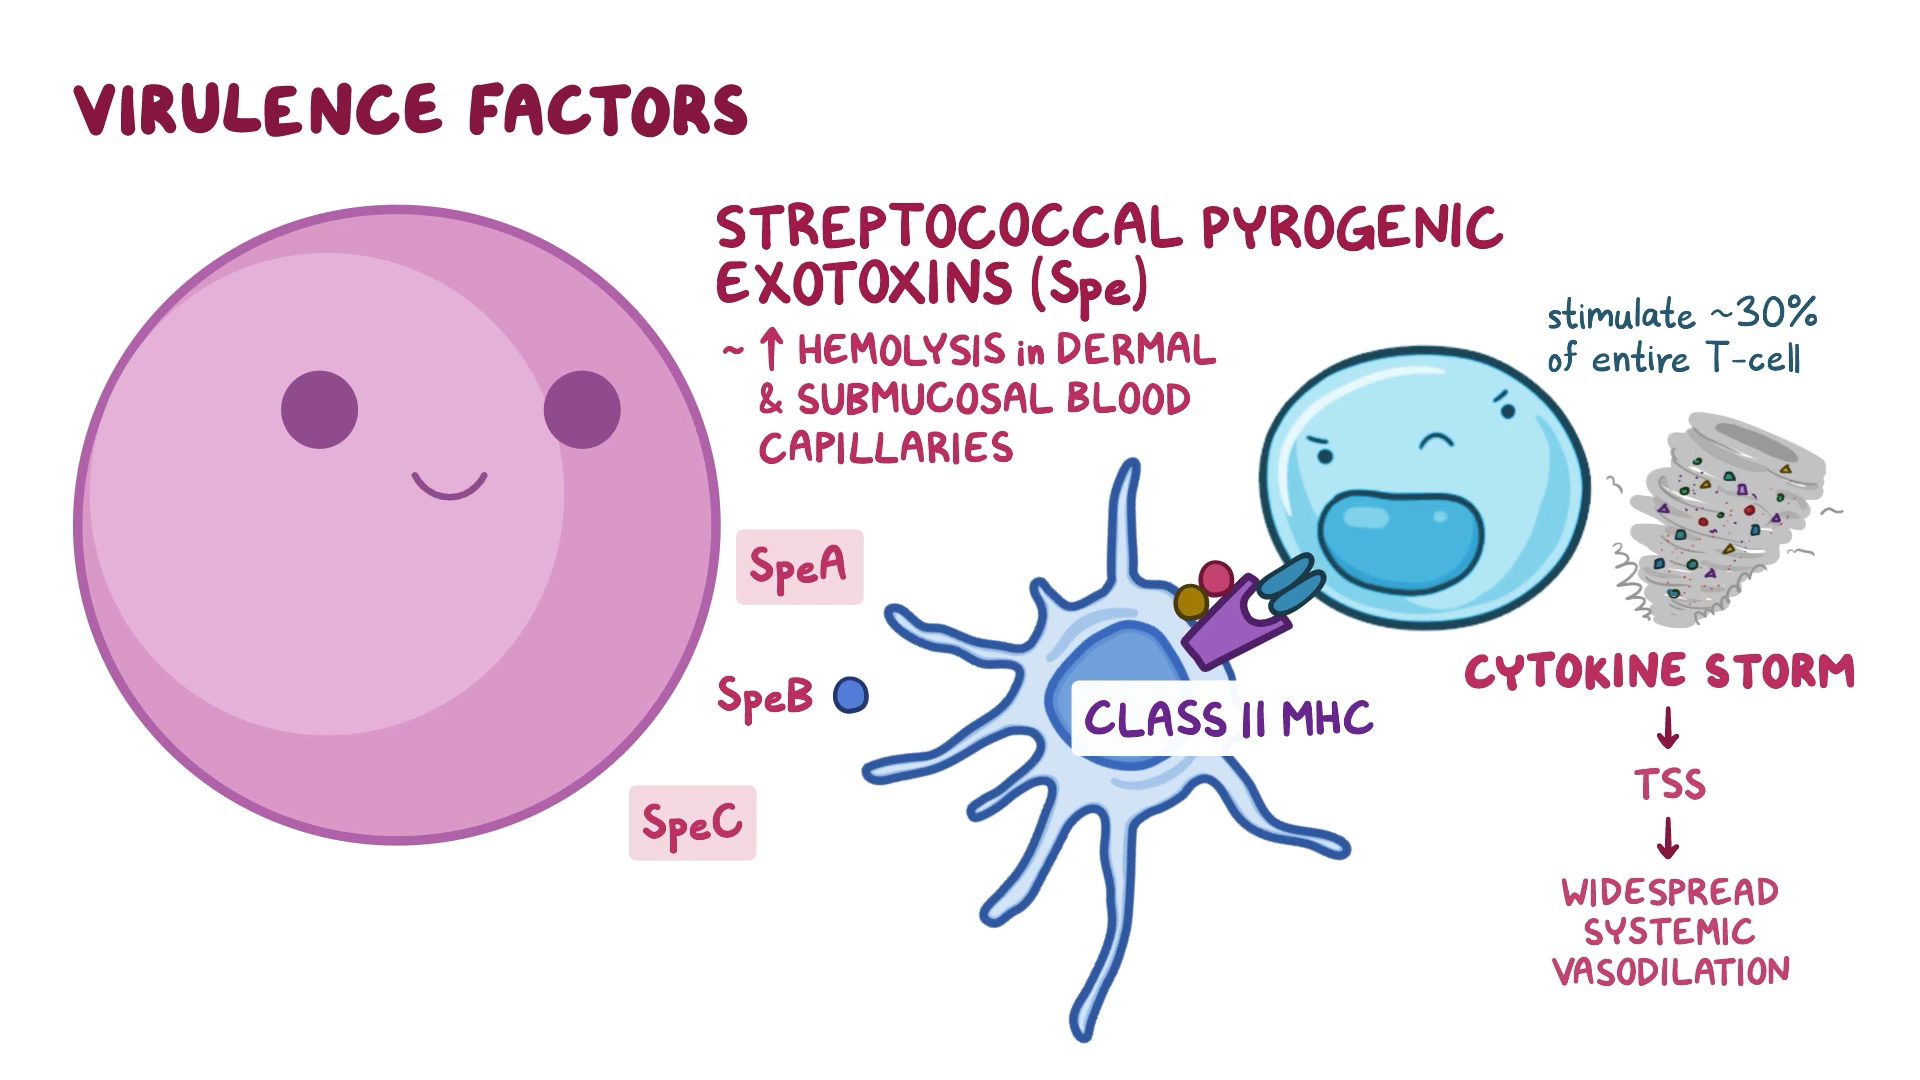 VIRULENCE FACTORS
STREPTOCOCCAL PYROGENIC
EXOTOXINS (Spe)
~ ↑ HEMOLYSIS in DERMAL
& SUBMUCOSAL BLOOD
CAPILLARIES
stimulate ~30%
of entire T-cell
SpeA
SpeB
SpeC
CLASS II MHC
CYTOKINE STORM
↓
TSS
↓
WIDESPREAD
SYSTEMIC
VASODILATION